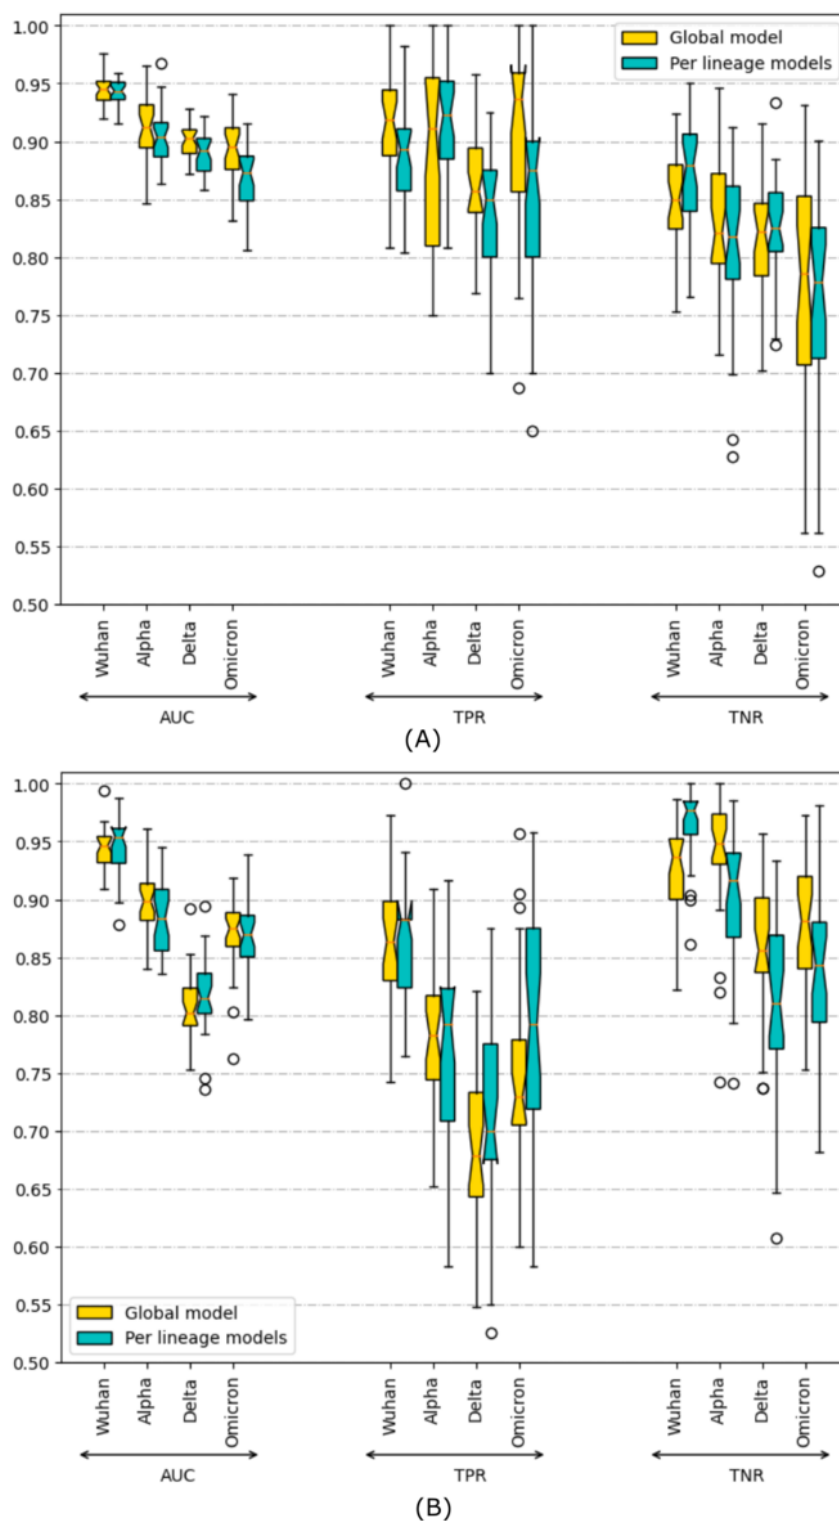 1.00
0.95
0.90
0.85
0.80
0.75
0.70
0.65
0.60
0.55
0.50
Global model
Per lineage models
Wuhan
Alpha
Delta
Omicron
Wuhan
Alpha
Delta
Omicron
Wuhan
Alpha
Delta
Omicron
AUC
TPR
TNR
(A)
1.00
0.95
0.90
0.85
0.80
0.75
0.70
0.65
0.60
0.55
0.50
Global model
Per lineage models
Wuhan
Alpha
Delta
Omicron
Wuhan
Alpha
Delta
Omicron
Wuhan
Alpha
Delta
Omicron
AUC
TPR
TNR
(B)